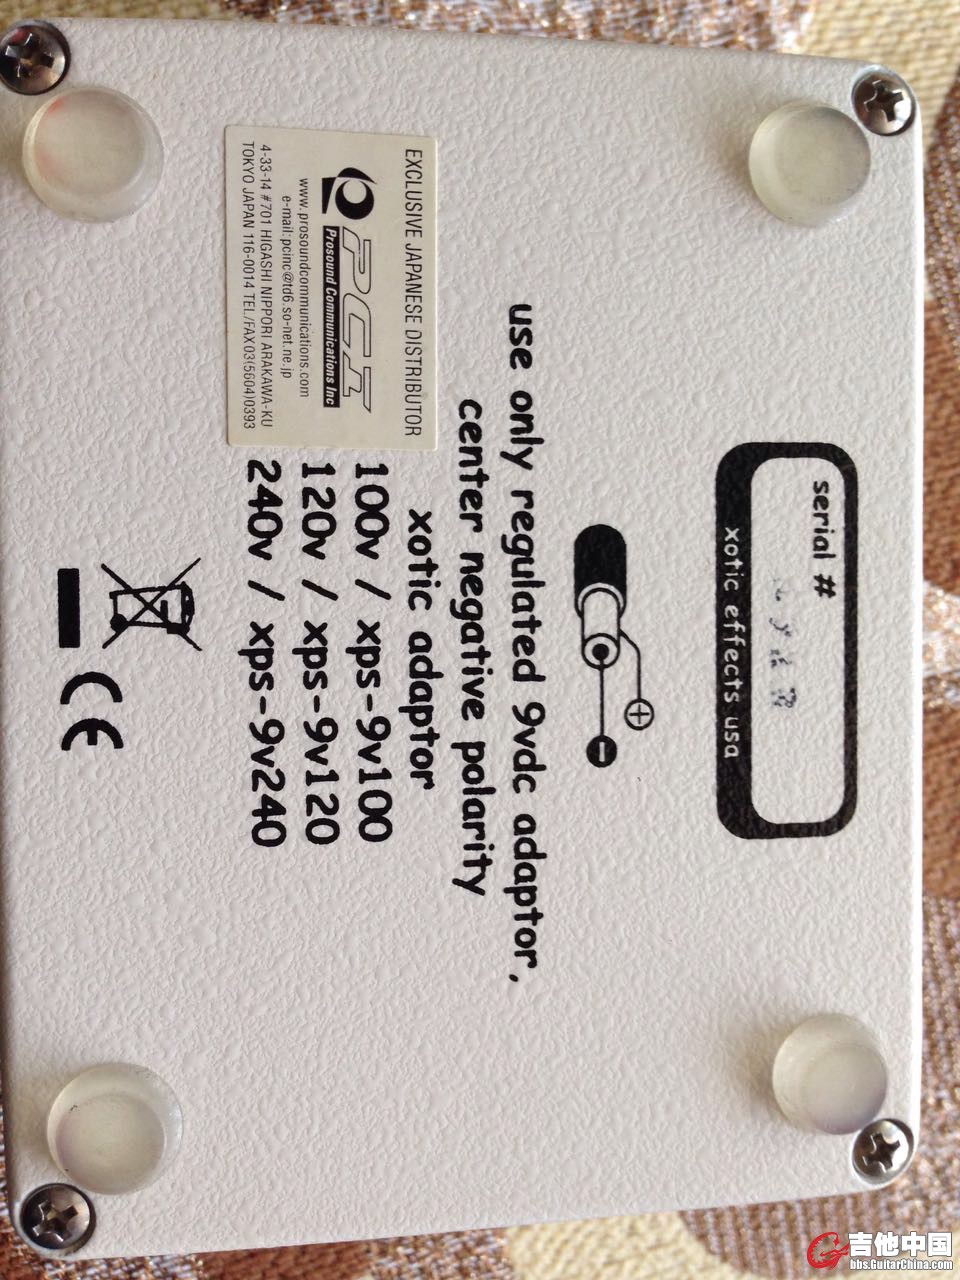 serial #
xotic effects usa
use only regulated 9vdc adaptor,
center negative polarity
xotic adaptor
100v / xps-9v100
120v / xps-9v120
240v / xps-9v240
EXCLUSIVE JAPANESE DISTRIBUTOR
PCI
Prosound Communications Inc
www.prosoundcommunications.com
e-mail:pcinc@td6.so-net.ne.jp
4-33-14 #701 HIGASHI NIPPORI ARAKAWA-KU
TOKYO JAPAN 116-0014 TEL/FAX03(5604)0393
CE
吉他中国
bbs.GuitarChina.com